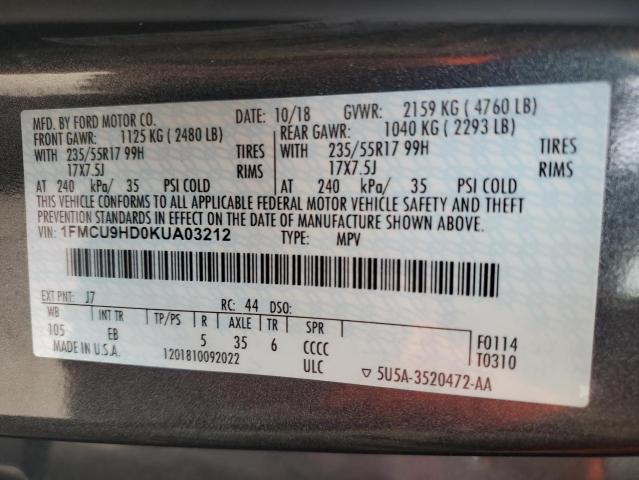 MFD. BY FORD MOTOR CO. DATE: 10/18 GVWR: 2159 KG ( 4760 LB)
FRONT GAWR: 1125 KG ( 2480 LB) REAR GAWR: 1040 KG ( 2293 LB)
WITH 235/55R17 99H TIRES WITH 235/55R17 99H TIRES
17X7.5J RIMS 17X7.5J RIMS
AT 240 kPa/ 35 PSI COLD AT 240 kPa/ 35 PSI COLD
THIS VEHICLE CONFORMS TO ALL APPLICABLE FEDERAL MOTOR VEHICLE SAFETY AND THEFT
PREVENTION STANDARDS IN EFFECT ON THE DATE OF MANUFACTURE SHOWN ABOVE.
VIN: 1FMCU9HD0KUA03212 TYPE: MPV
EXT PNT: J7 RC: 44 DSO:
WB INT TR TP/PS R AXLE TR SPR F0114
105 EB 5 35 6 CCCC T0310
MADE IN U.S.A. 1201810092022 ULC ▽ 5U5A-3520472-AA